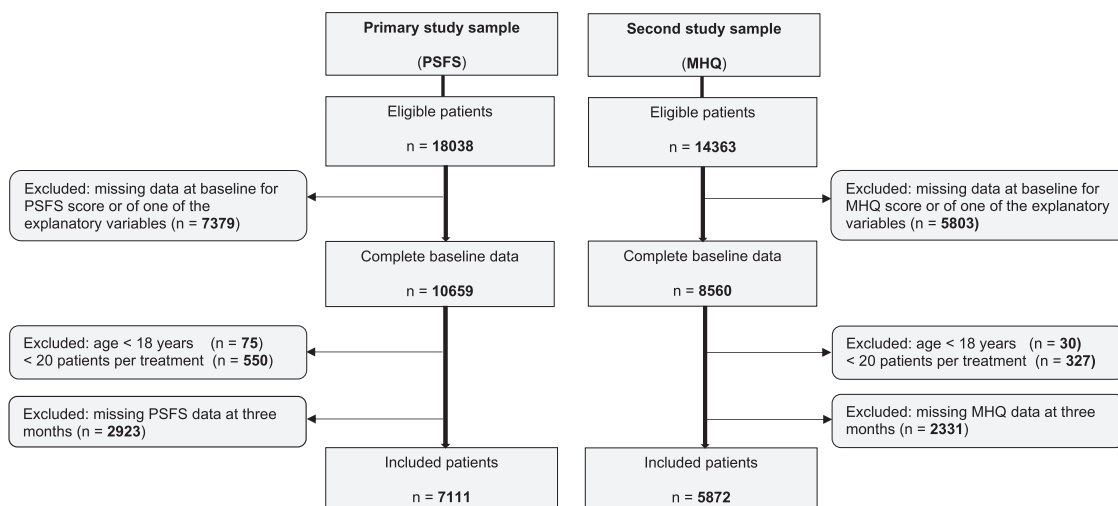 Primary study sample
(PSFS)
Second study sample
(MHQ)
Eligible patients
n = 18038
Eligible patients
n = 14363
Excluded: missing data at baseline for
PSFS score or of one of the
explanatory variables (n = 7379)
Excluded: missing data at baseline for
MHQ score or of one of the explanatory
variables (n = 5803)
Complete baseline data
n = 10659
Complete baseline data
n = 8560
Excluded: age < 18 years (n = 75)
< 20 patients per treatment (n = 550)
Excluded: age < 18 years (n = 30)
< 20 patients per treatment (n = 327)
Excluded: missing PSFS data at three
months (n = 2923)
Excluded: missing MHQ data at three
months (n = 2331)
Included patients
n = 7111
Included patients
n = 5872